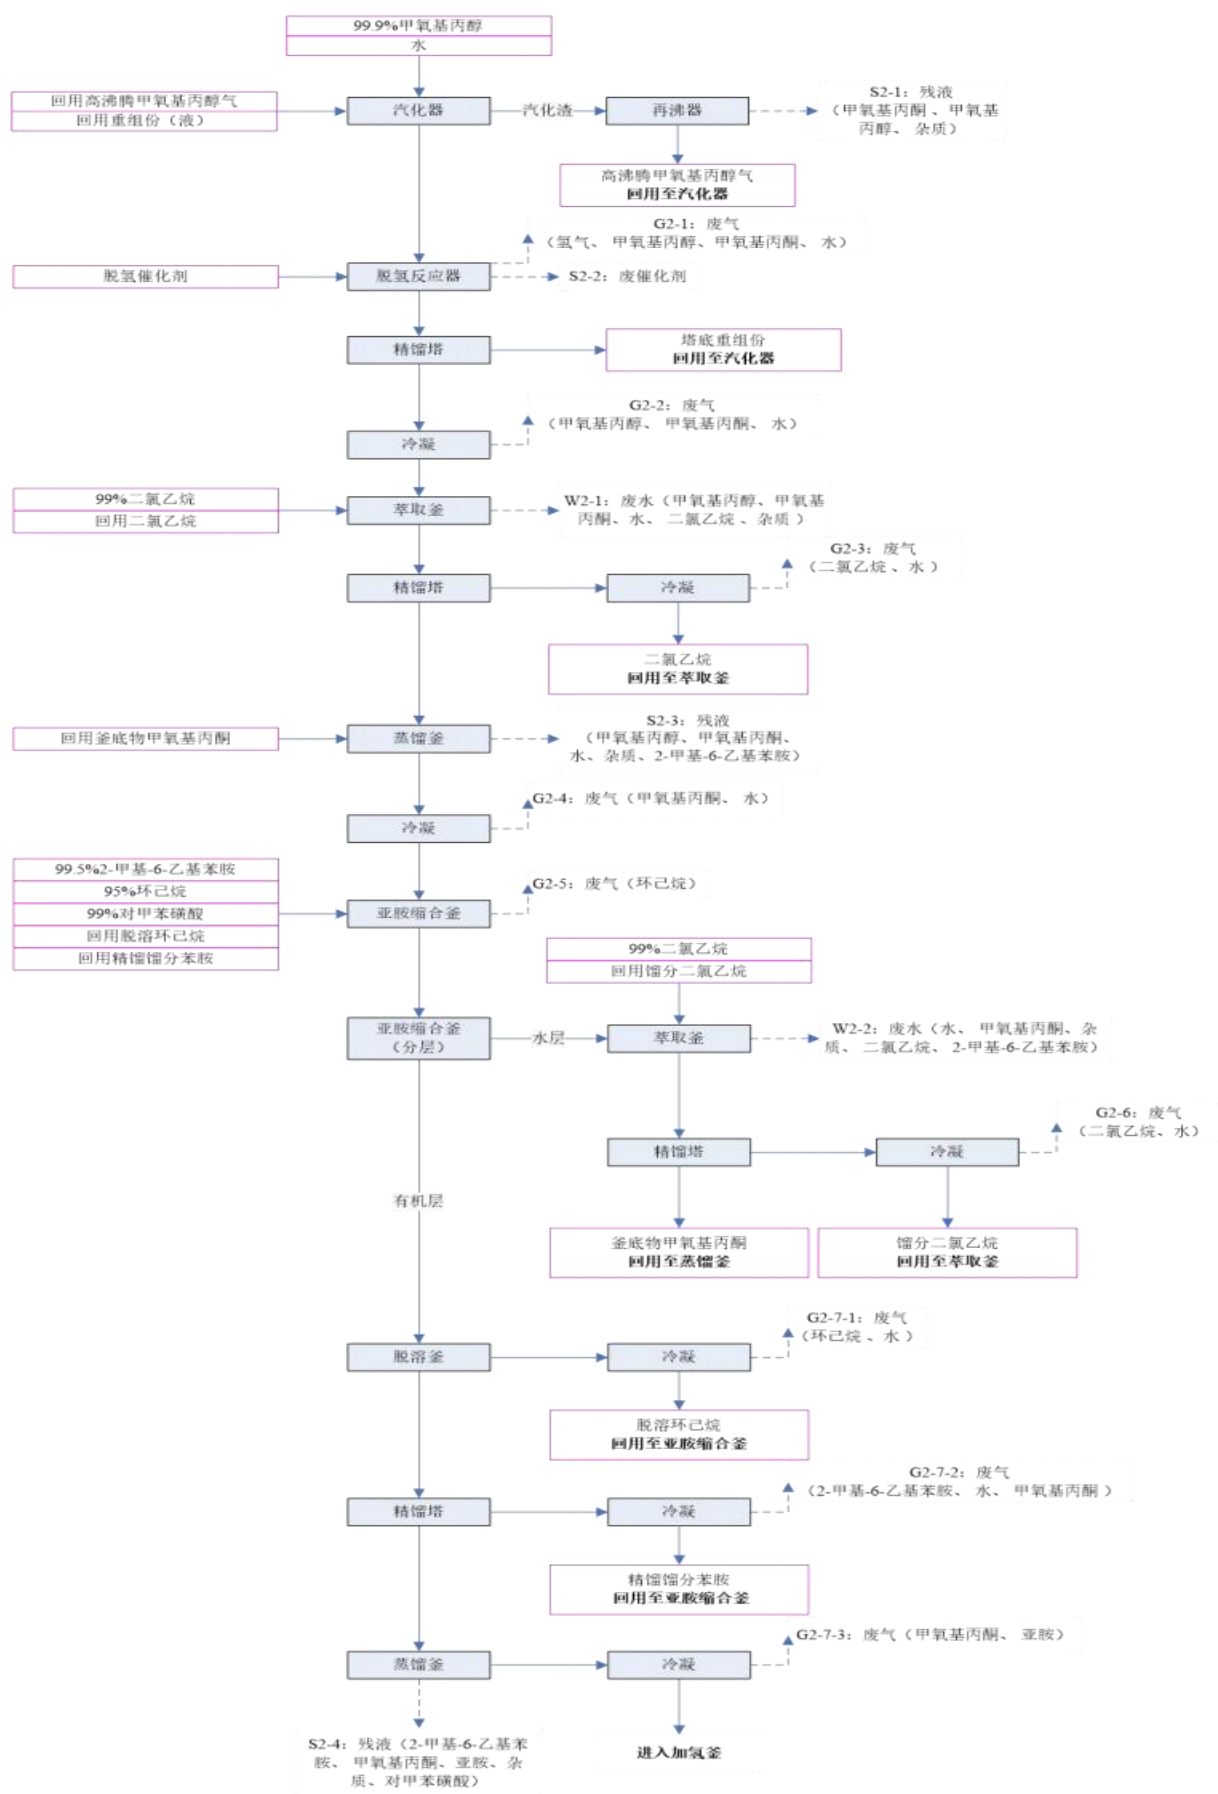 99.9%甲氧基丙醇
水
回用高沸腾甲氧基丙醇气
回用重组份（液）
汽化器
汽化渣
再沸器
S2-1：残液
（甲氧基丙酮、甲氧基
丙醇、杂质）
高沸腾甲氧基丙醇气
回用至汽化器
G2-1：废气
（氢气、甲氧基丙醇、甲氧基丙酮、水）
脱氢催化剂
脱氢反应器
S2-2：废催化剂
精馏塔
塔底重组份
回用至汽化器
G2-2：废气
（甲氧基丙醇、甲氧基丙酮、水）
冷凝
99%二氯乙烷
回用二氯乙烷
萃取釜
W2-1：废水（甲氧基丙醇、甲氧基
丙酮、水、二氯乙烷、杂质）
G2-3：废气
（二氯乙烷、水）
精馏塔
冷凝
二氯乙烷
回用至萃取釜
回用釜底物甲氧基丙酮
蒸馏釜
S2-3：残液
（甲氧基丙醇、甲氧基丙酮、
水、杂质、2-甲基-6-乙基苯胺）
G2-4：废气（甲氧基丙酮、水）
冷凝
99.5%2-甲基-6-乙基苯胺
95%环己烷
99%对甲苯磺酸
回用脱溶环己烷
回用精馏馏分苯胺
亚胺缩合釜
G2-5：废气（环己烷）
99%二氯乙烷
回用馏分二氯乙烷
亚胺缩合釜
（分层）
水层
萃取釜
W2-2：废水（水、甲氧基丙酮、杂
质、二氯乙烷、2-甲基-6-乙基苯胺）
G2-6：废气
（二氯乙烷、水）
精馏塔
冷凝
有机层
釜底物甲氧基丙酮
回用至蒸馏釜
馏分二氯乙烷
回用至萃取釜
G2-7-1：废气
（环己烷、水）
脱溶釜
冷凝
脱溶环己烷
回用至亚胺缩合釜
G2-7-2：废气
（2-甲基-6-乙基苯胺、水、甲氧基丙酮）
精馏塔
冷凝
精馏馏分苯胺
回用至亚胺缩合釜
G2-7-3：废气（甲氧基丙酮、亚胺）
蒸馏釜
冷凝
S2-4：残液（2-甲基-6-乙基苯
胺、甲氧基丙酮、亚胺、杂
质、对甲苯磺酸）
进入加氢釜